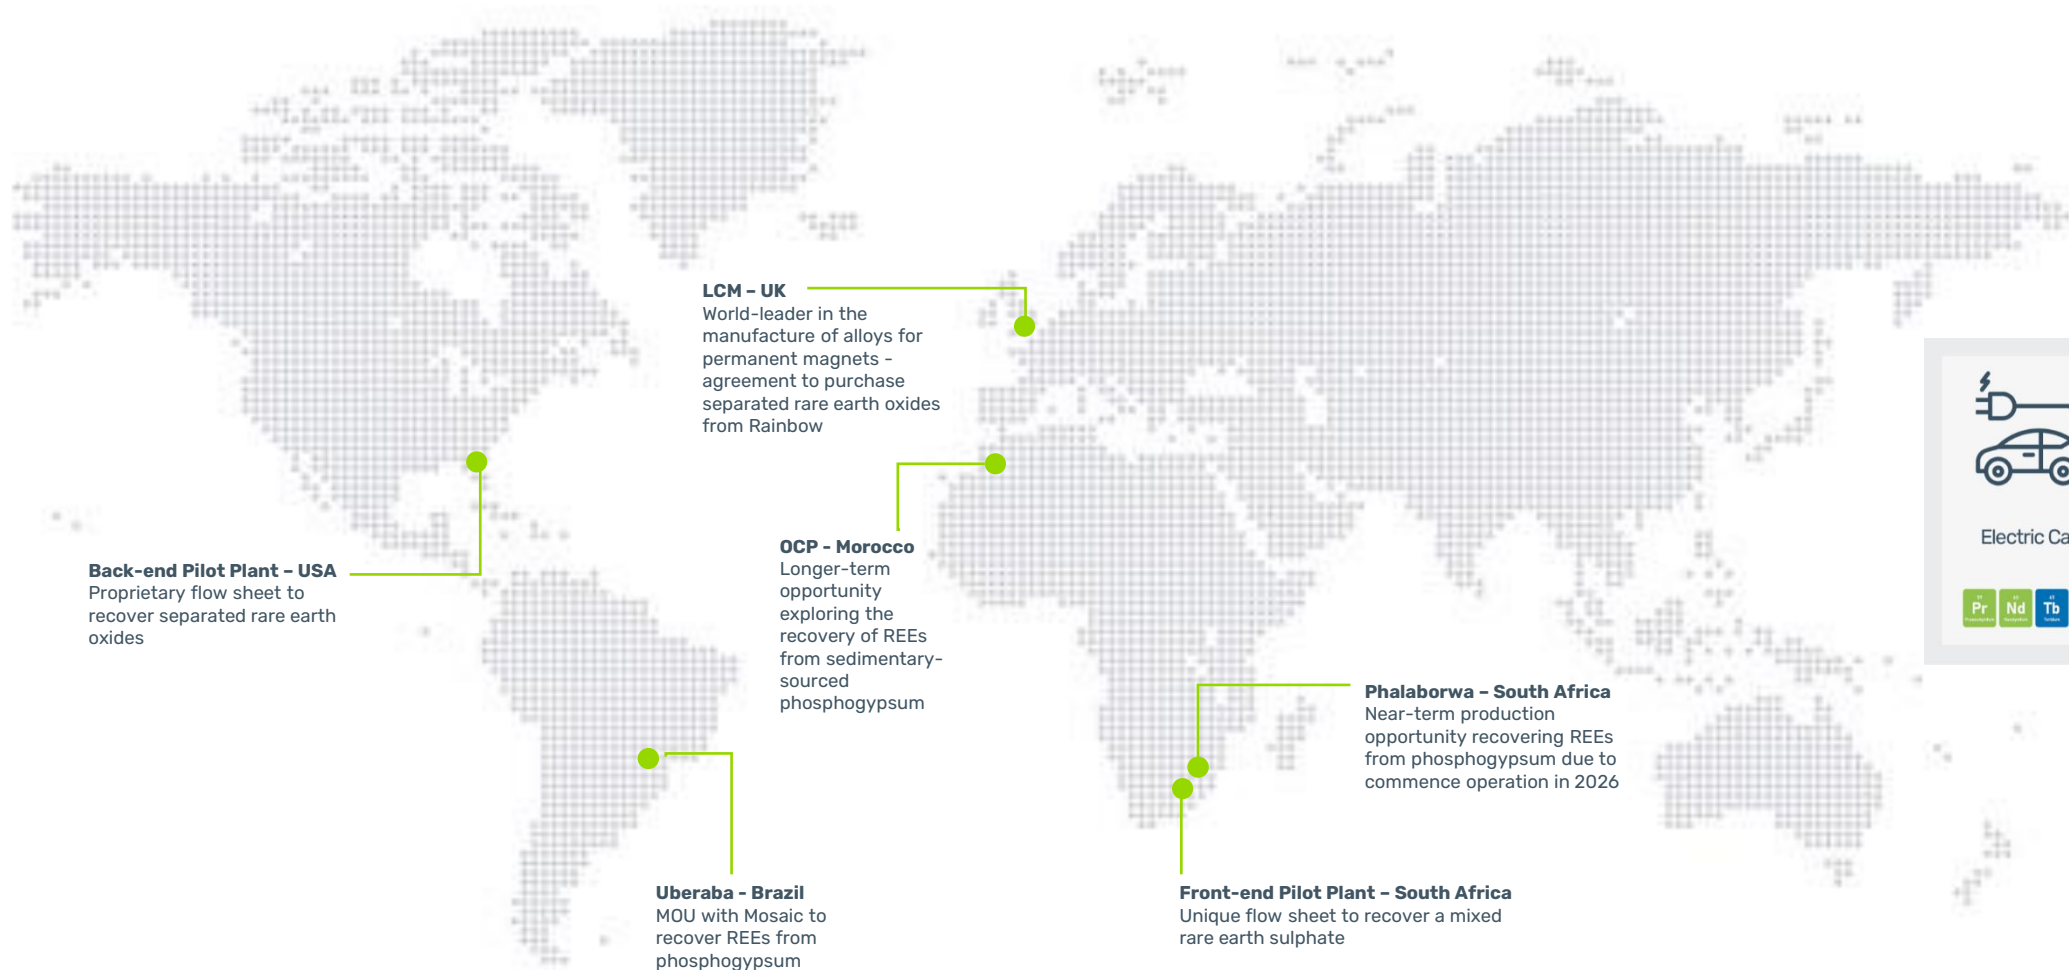 LCM – UK
World-leader in the
manufacture of alloys for
permanent magnets -
agreement to purchase
separated rare earth oxides
from Rainbow
Back-end Pilot Plant – USA
Proprietary flow sheet to
recover separated rare earth
oxides
OCP - Morocco
Longer-term
opportunity
exploring the
recovery of REEs
from sedimentary-
sourced
phosphogypsum
Phalaborwa – South Africa
Near-term production
opportunity recovering REEs
from phosphogypsum due to
commence operation in 2026
Uberaba - Brazil
MOU with Mosaic to
recover REEs from
phosphogypsum
Front-end Pilot Plant – South Africa
Unique flow sheet to recover a mixed
rare earth sulphate
Electric Ca
Pr Nd Tb